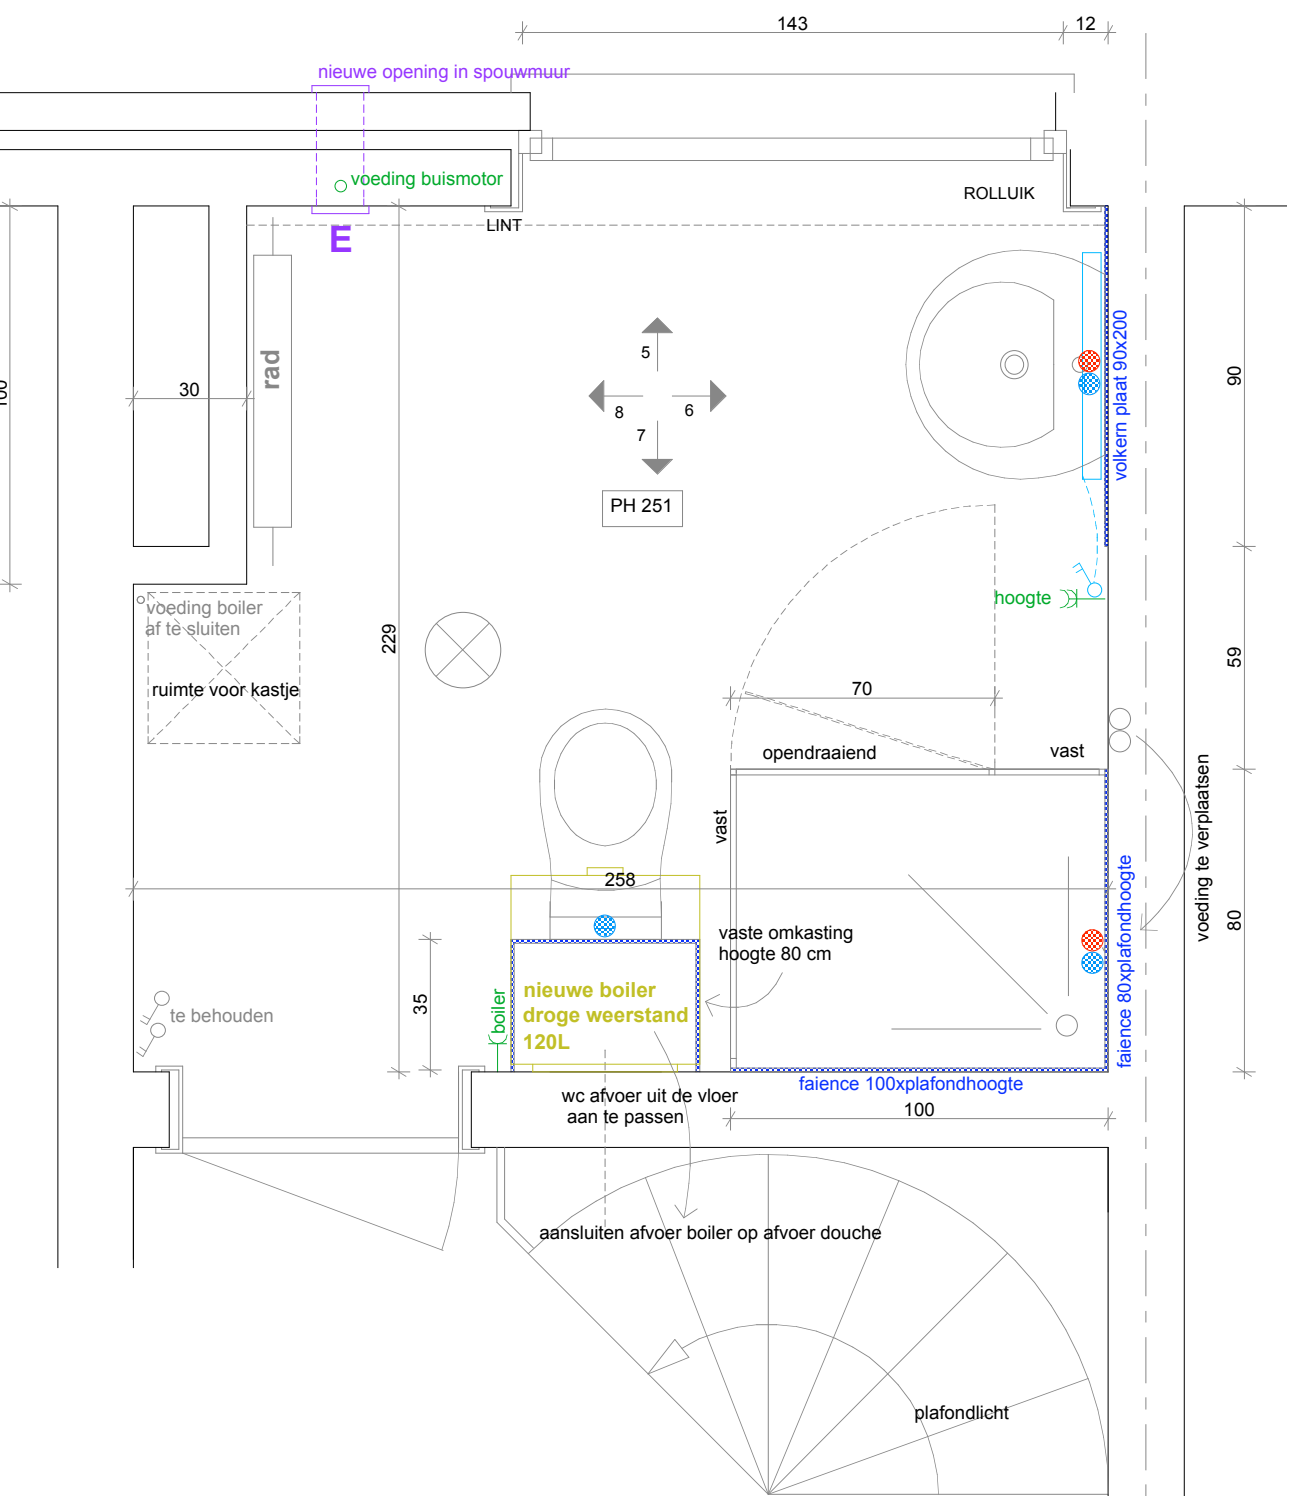 143
12
nieuwe opening in spouwmuur
voeding buismotor
ROLLUIK
LINT
E
rad
30
5
8
6
7
PH 251
volkern plaat 90x200
90
100
voeding boiler
af te sluiten
ruimte voor kastje
229
hoogte
59
70
opendraaiend
vast
vast
voeding te verplaatsen
258
vaste omkasting
hoogte 80 cm
faience 80xplafondhoogte
80
35
nieuwe boiler
droge weerstand
120L
boiler
te behouden
wc afvoer uit de vloer
aan te passen
faience 100xplafondhoogte
100
aansluiten afvoer boiler op afvoer douche
plafondlicht